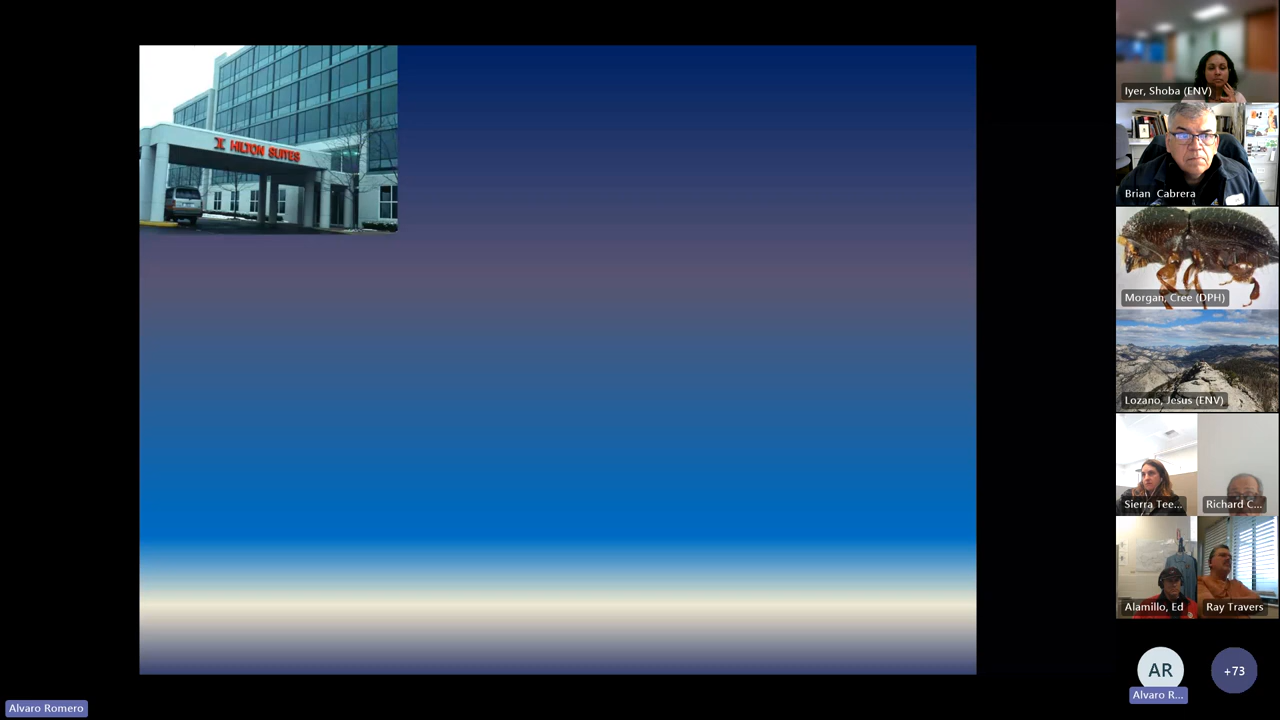 HILTON SUITES
Iyer, Shoba (ENV)
Brian Cabrera
Morgan, Cree (DPH)
Lozano, Jesus (ENV)
Sierra Tee...
Richard C...
Alamillo, Ed
Ray Travers
AR
+73
Alvaro R...
Alvaro Romero